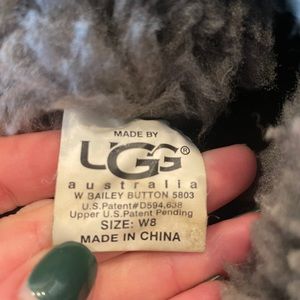 MADE BY
UGG®
australia
W BAILEY BUTTON 5803
U.S.Patent#D594,638
Upper U.S.Patent Pending
SIZE: W8
MADE IN CHINA